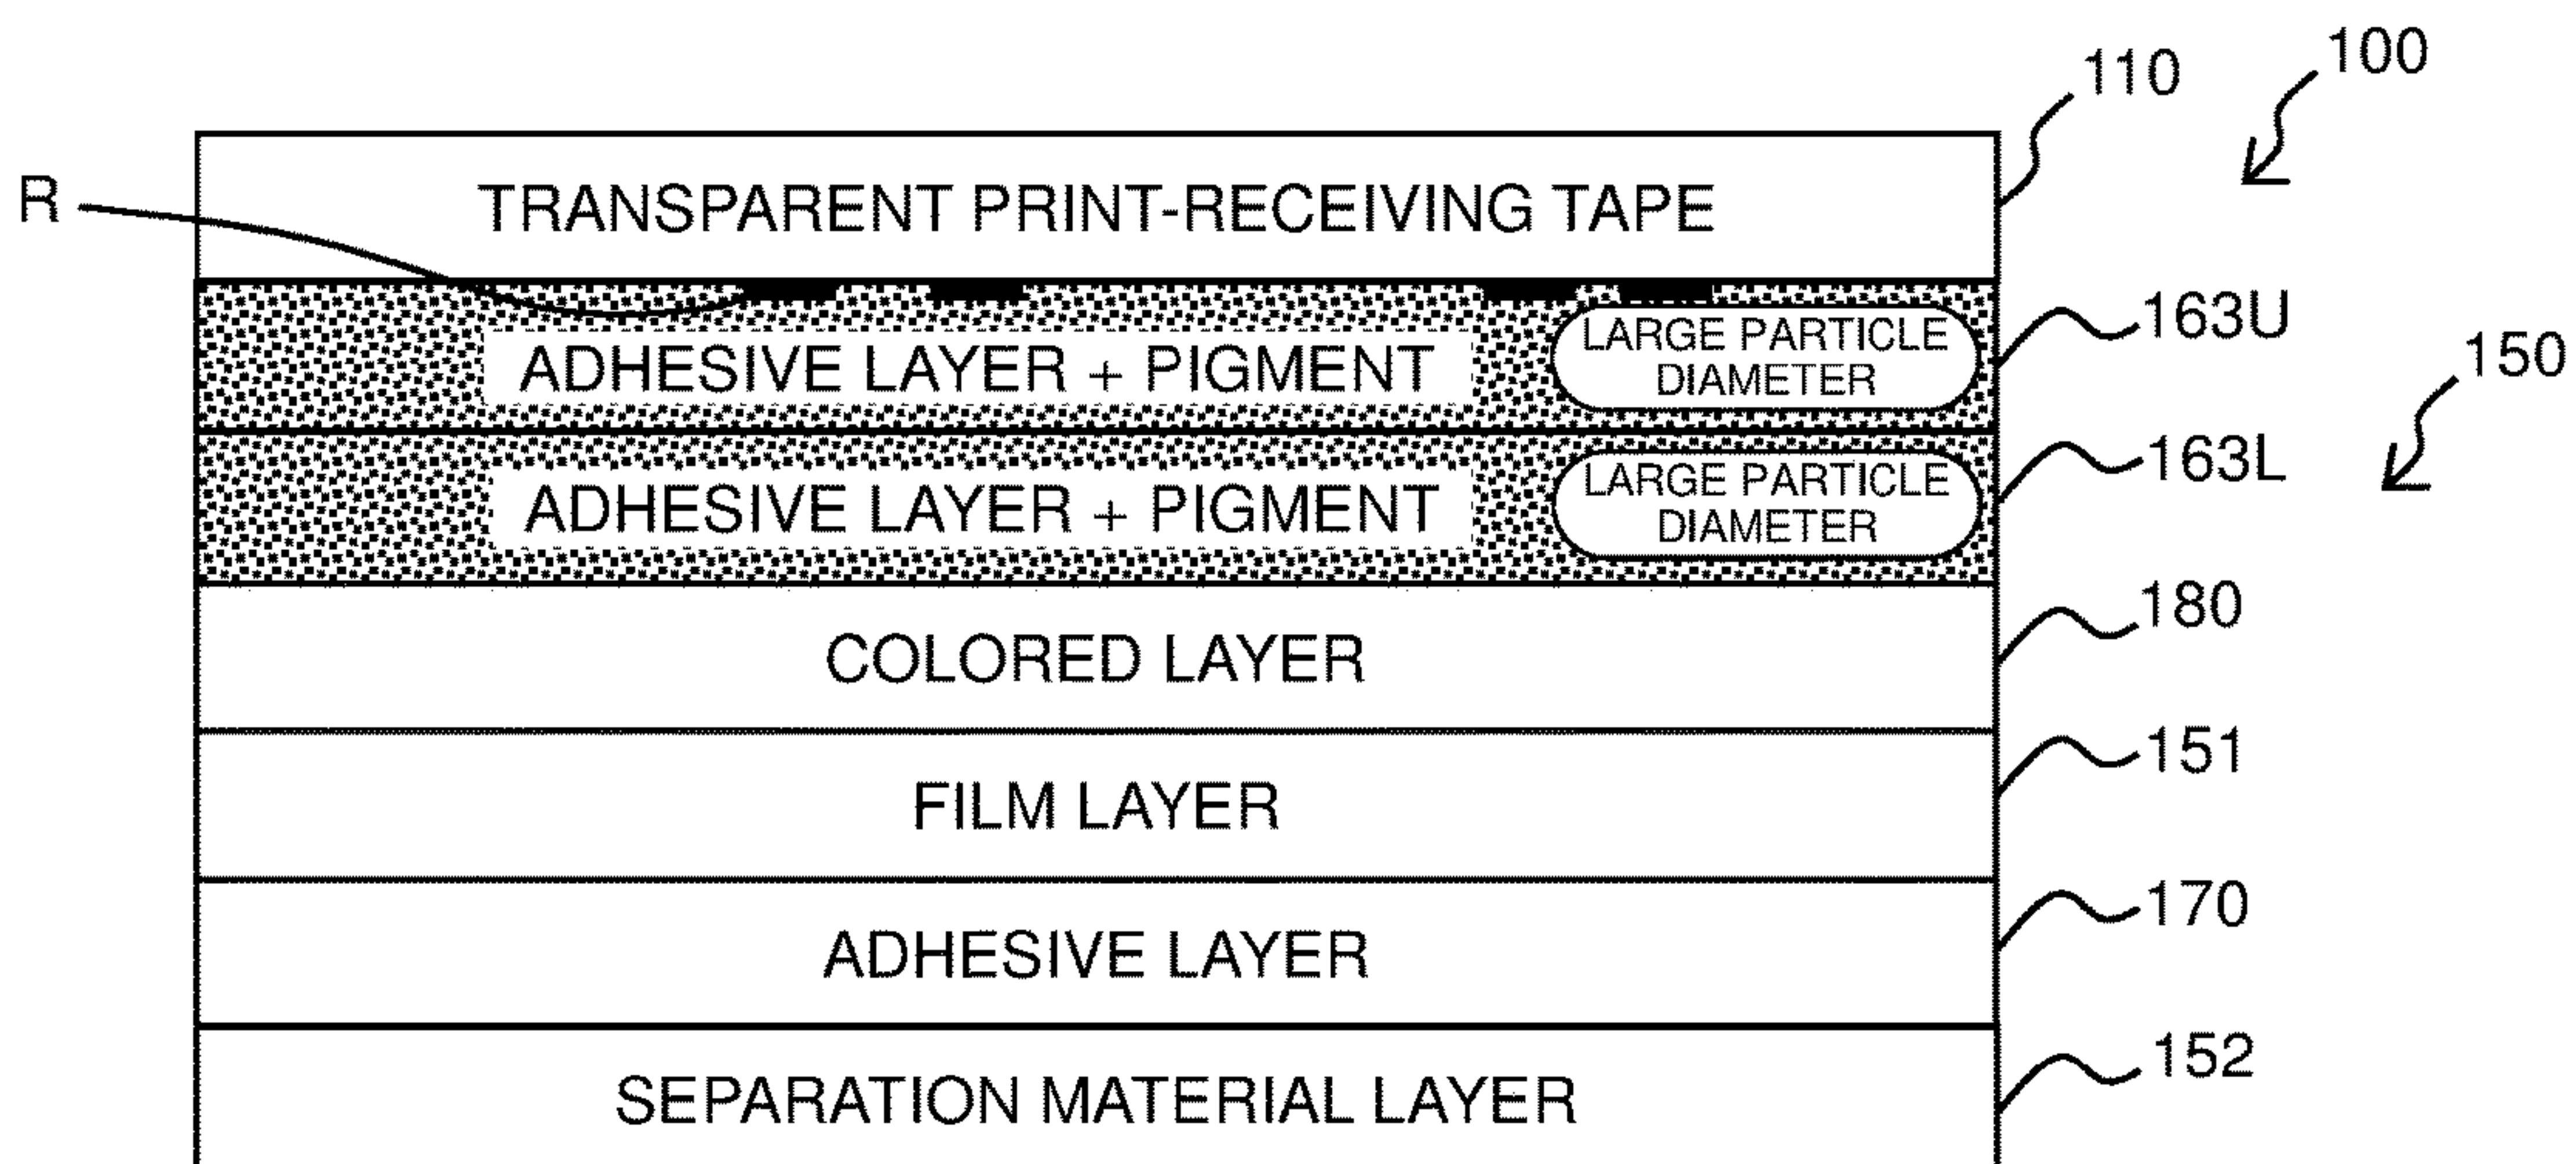 100
110
R
TRANSPARENT PRINT-RECEIVING TAPE
163U
ADHESIVE LAYER + PIGMENT
LARGE PARTICLE
DIAMETER
150
163L
ADHESIVE LAYER + PIGMENT
LARGE PARTICLE
DIAMETER
180
COLORED LAYER
151
FILM LAYER
170
ADHESIVE LAYER
152
SEPARATION MATERIAL LAYER